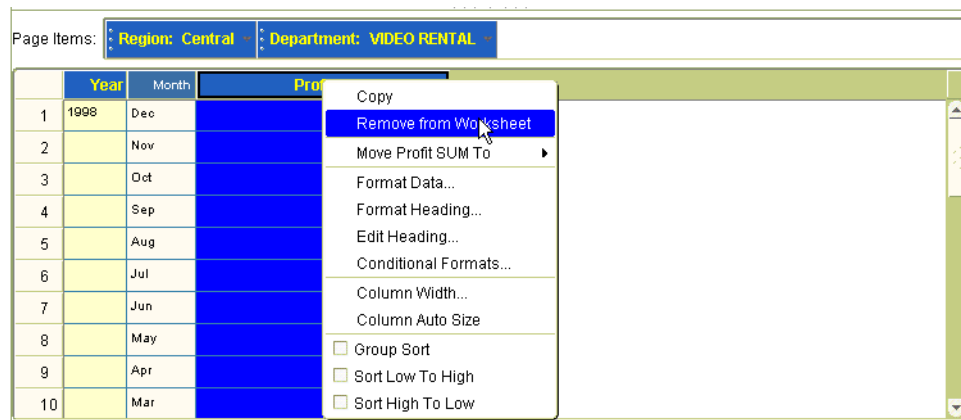 Page Items: Region: Central Department: VIDEO RENTAL
Year Month Prof
1 1998 Dec
2 Nov
3 Oct
4 Sep
5 Aug
6 Jul
7 Jun
8 May
9 Apr
10 Mar
Copy
Remove from Worksheet
Move Profit SUM To
Format Data...
Format Heading...
Edit Heading...
Conditional Formats...
Column Width...
Column Auto Size
Group Sort
Sort Low To High
Sort High To Low